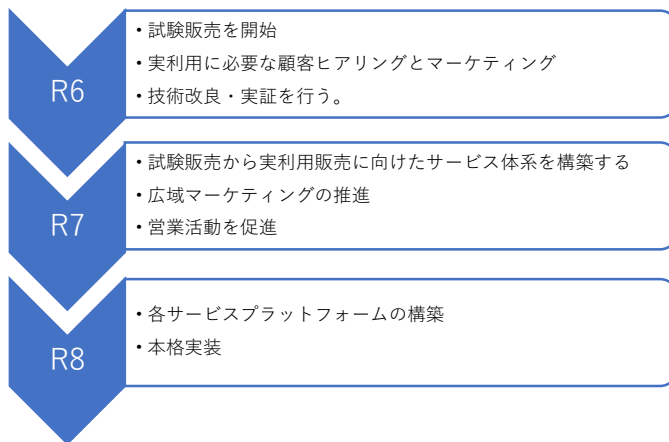 R6
・試験販売を開始
・実利用に必要な顧客ヒアリングとマーケティング
・技術改良・実証を行う。
R7
・試験販売から実利用販売に向けたサービス体系を構築する
・広域マーケティングの推進
・営業活動を促進
R8
・各サービスプラットフォームの構築
・本格実装